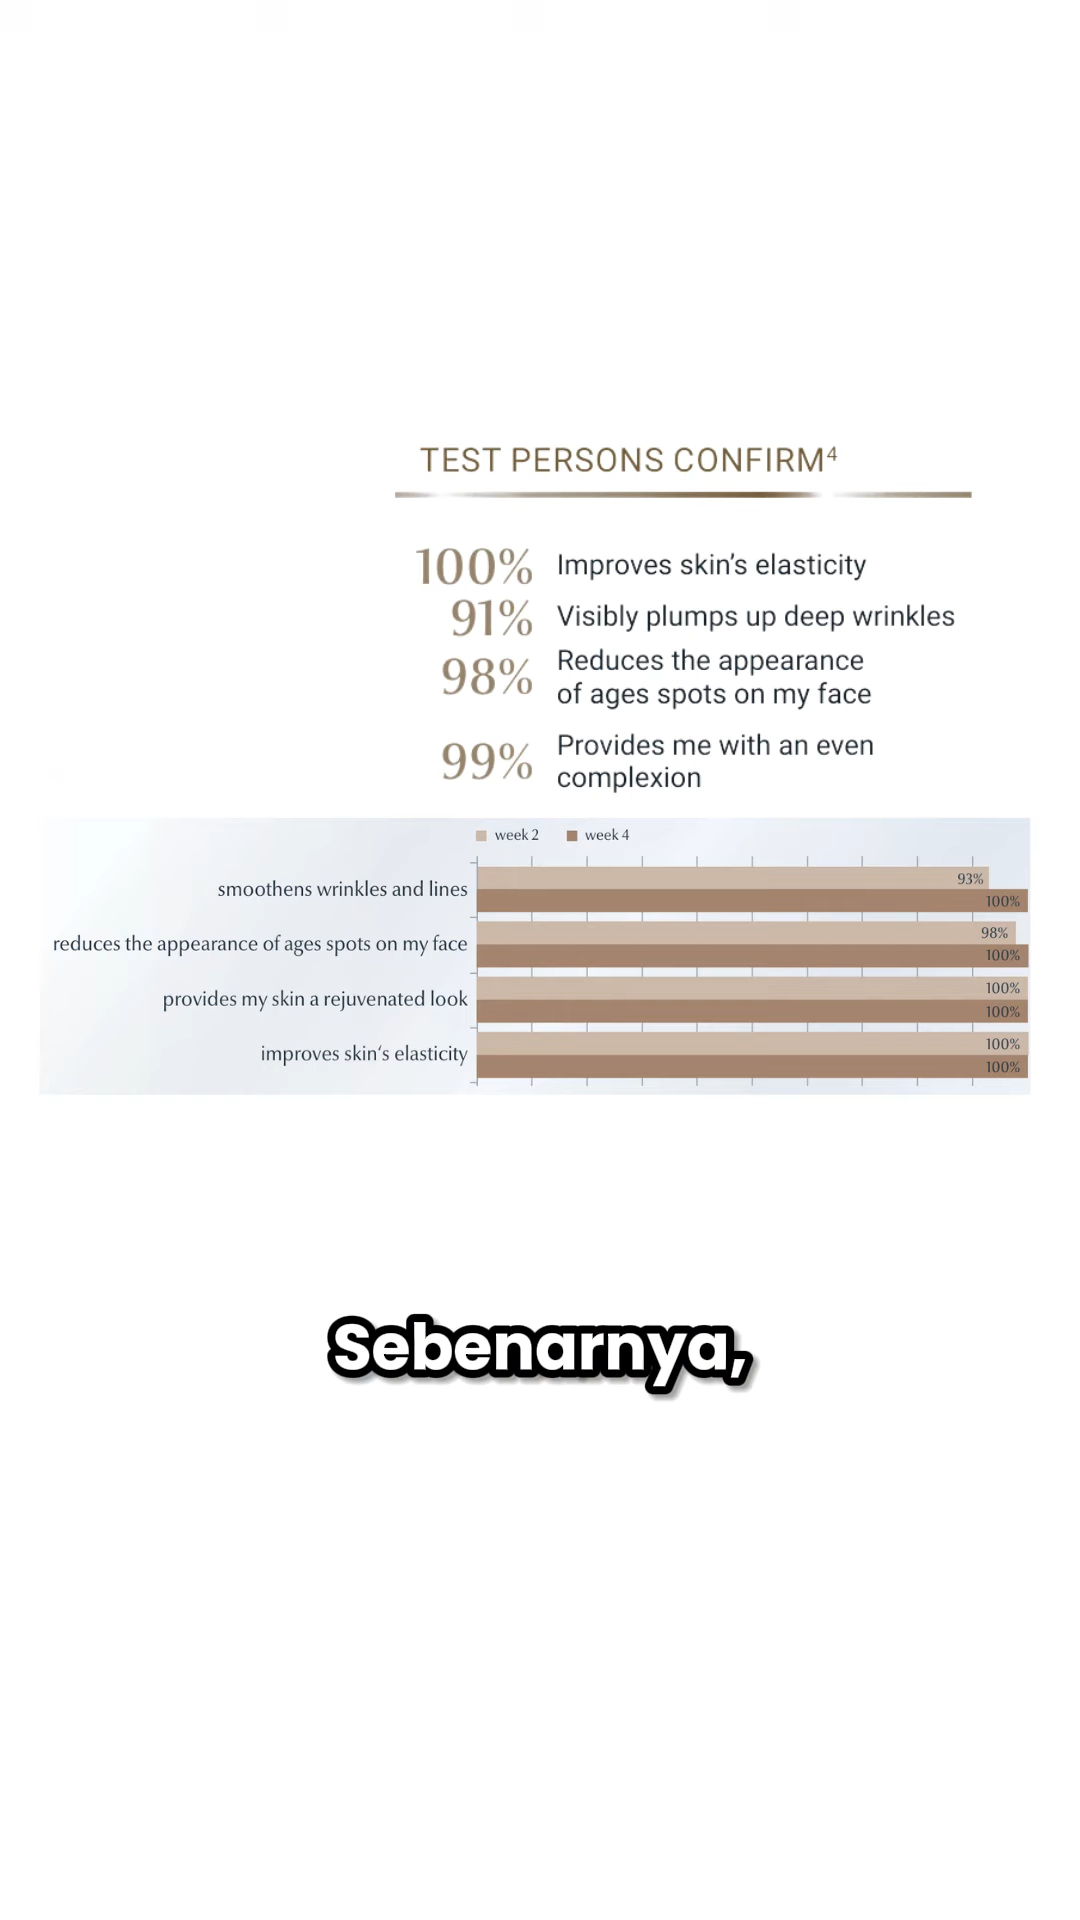 TEST PERSONS CONFIRM⁴
100% Improves skin’s elasticity
91% Visibly plumps up deep wrinkles
98% Reduces the appearance
of ages spots on my face
99% Provides me with an even
complexion
week 2 week 4
smoothens wrinkles and lines 93%
100%
reduces the appearance of ages spots on my face 98%
100%
provides my skin a rejuvenated look 100%
100%
improves skin‘s elasticity 100%
100%
Sebenarnya,